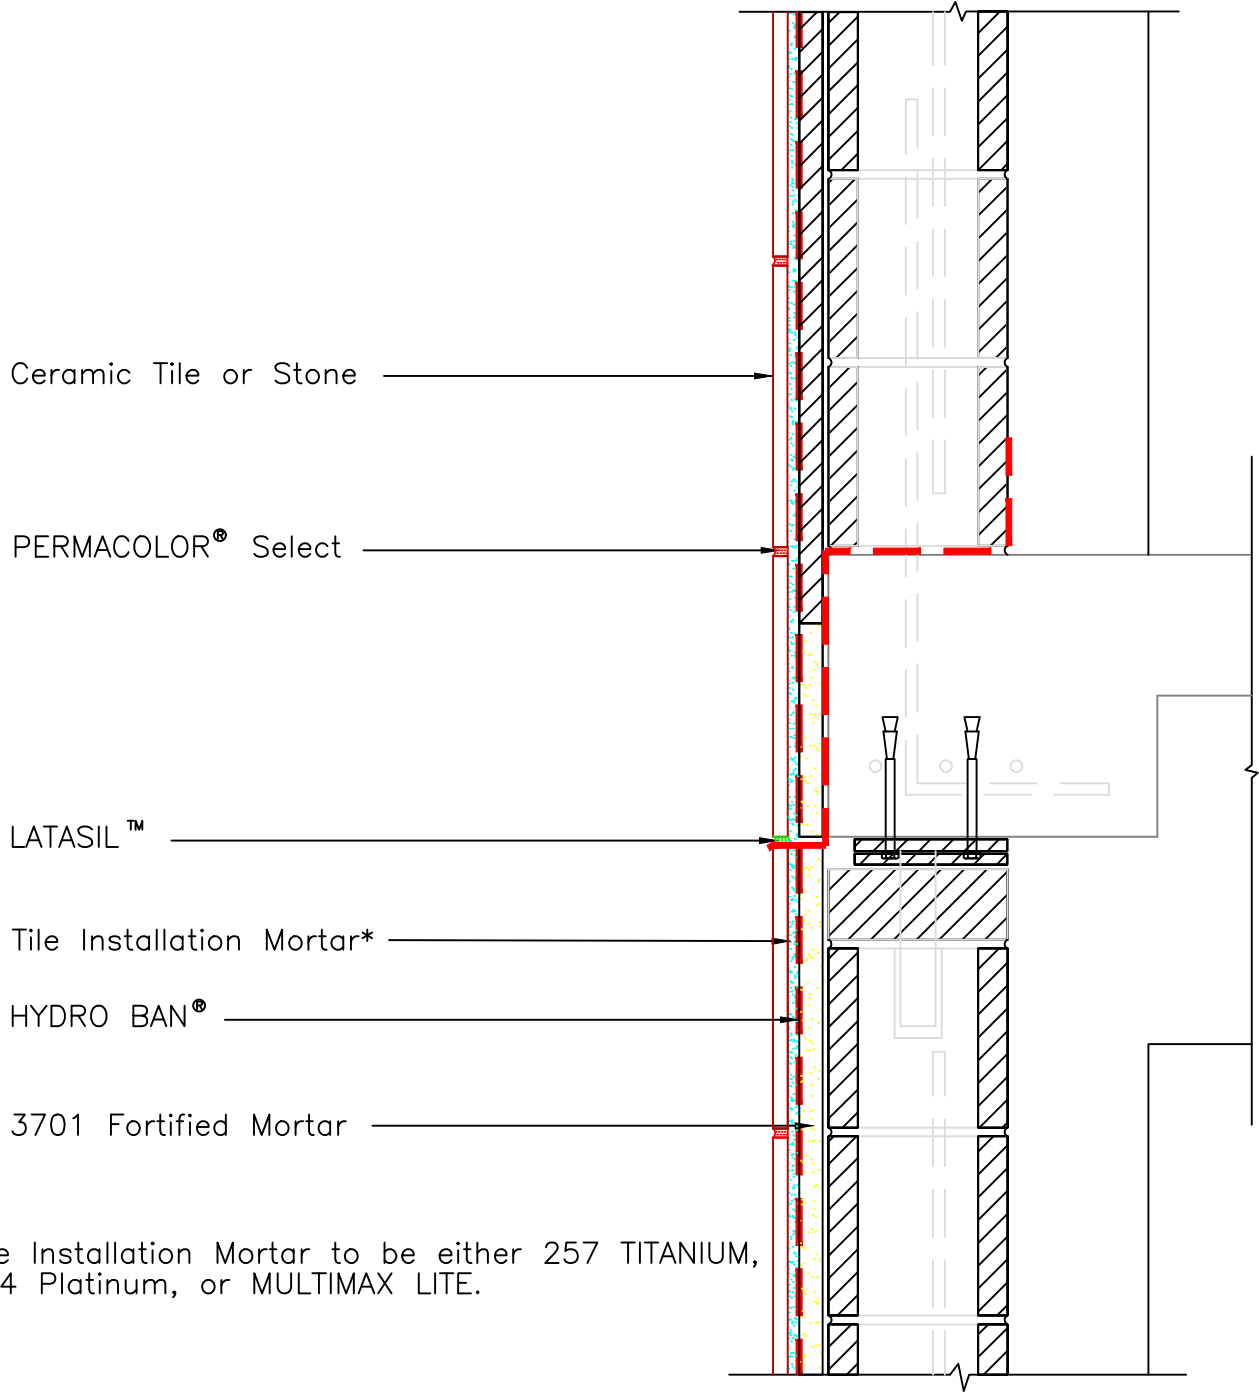 Ceramic Tile or Stone
PERMACOLOR® Select
LATASIL™
Tile Installation Mortar*
HYDRO BAN®
3701 Fortified Mortar
Installation Mortar to be either 257 TITANIUM,
Platinum, or MULTIMAX LITE.